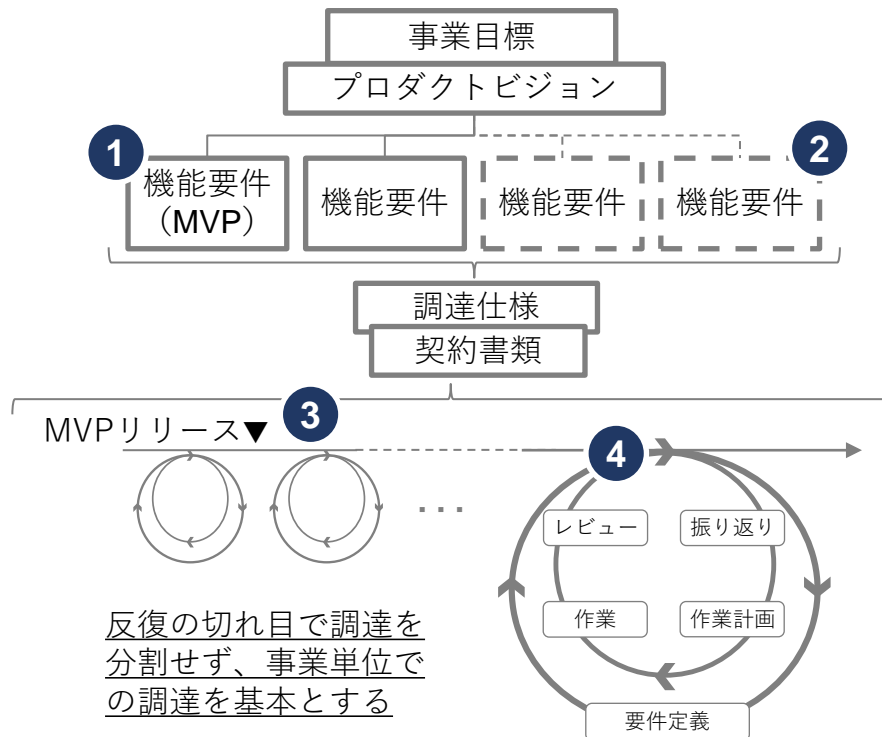 事業目標
プロダクトビジョン
1
2
機能要件
（MVP）
機能要件
機能要件
機能要件
調達仕様
契約書類
3
MVPリリース▼
4
レビュー
振り返り
・・・
作業
作業計画
反復の切れ目で調達を
分割せず、事業単位で
の調達を基本とする
要件定義